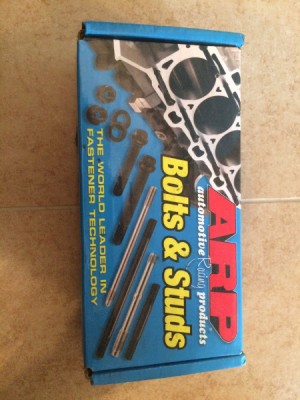 ARP
automotive Racing products
Bolts & Studs
THE WORLD LEADER IN
FASTENER TECHNOLOGY